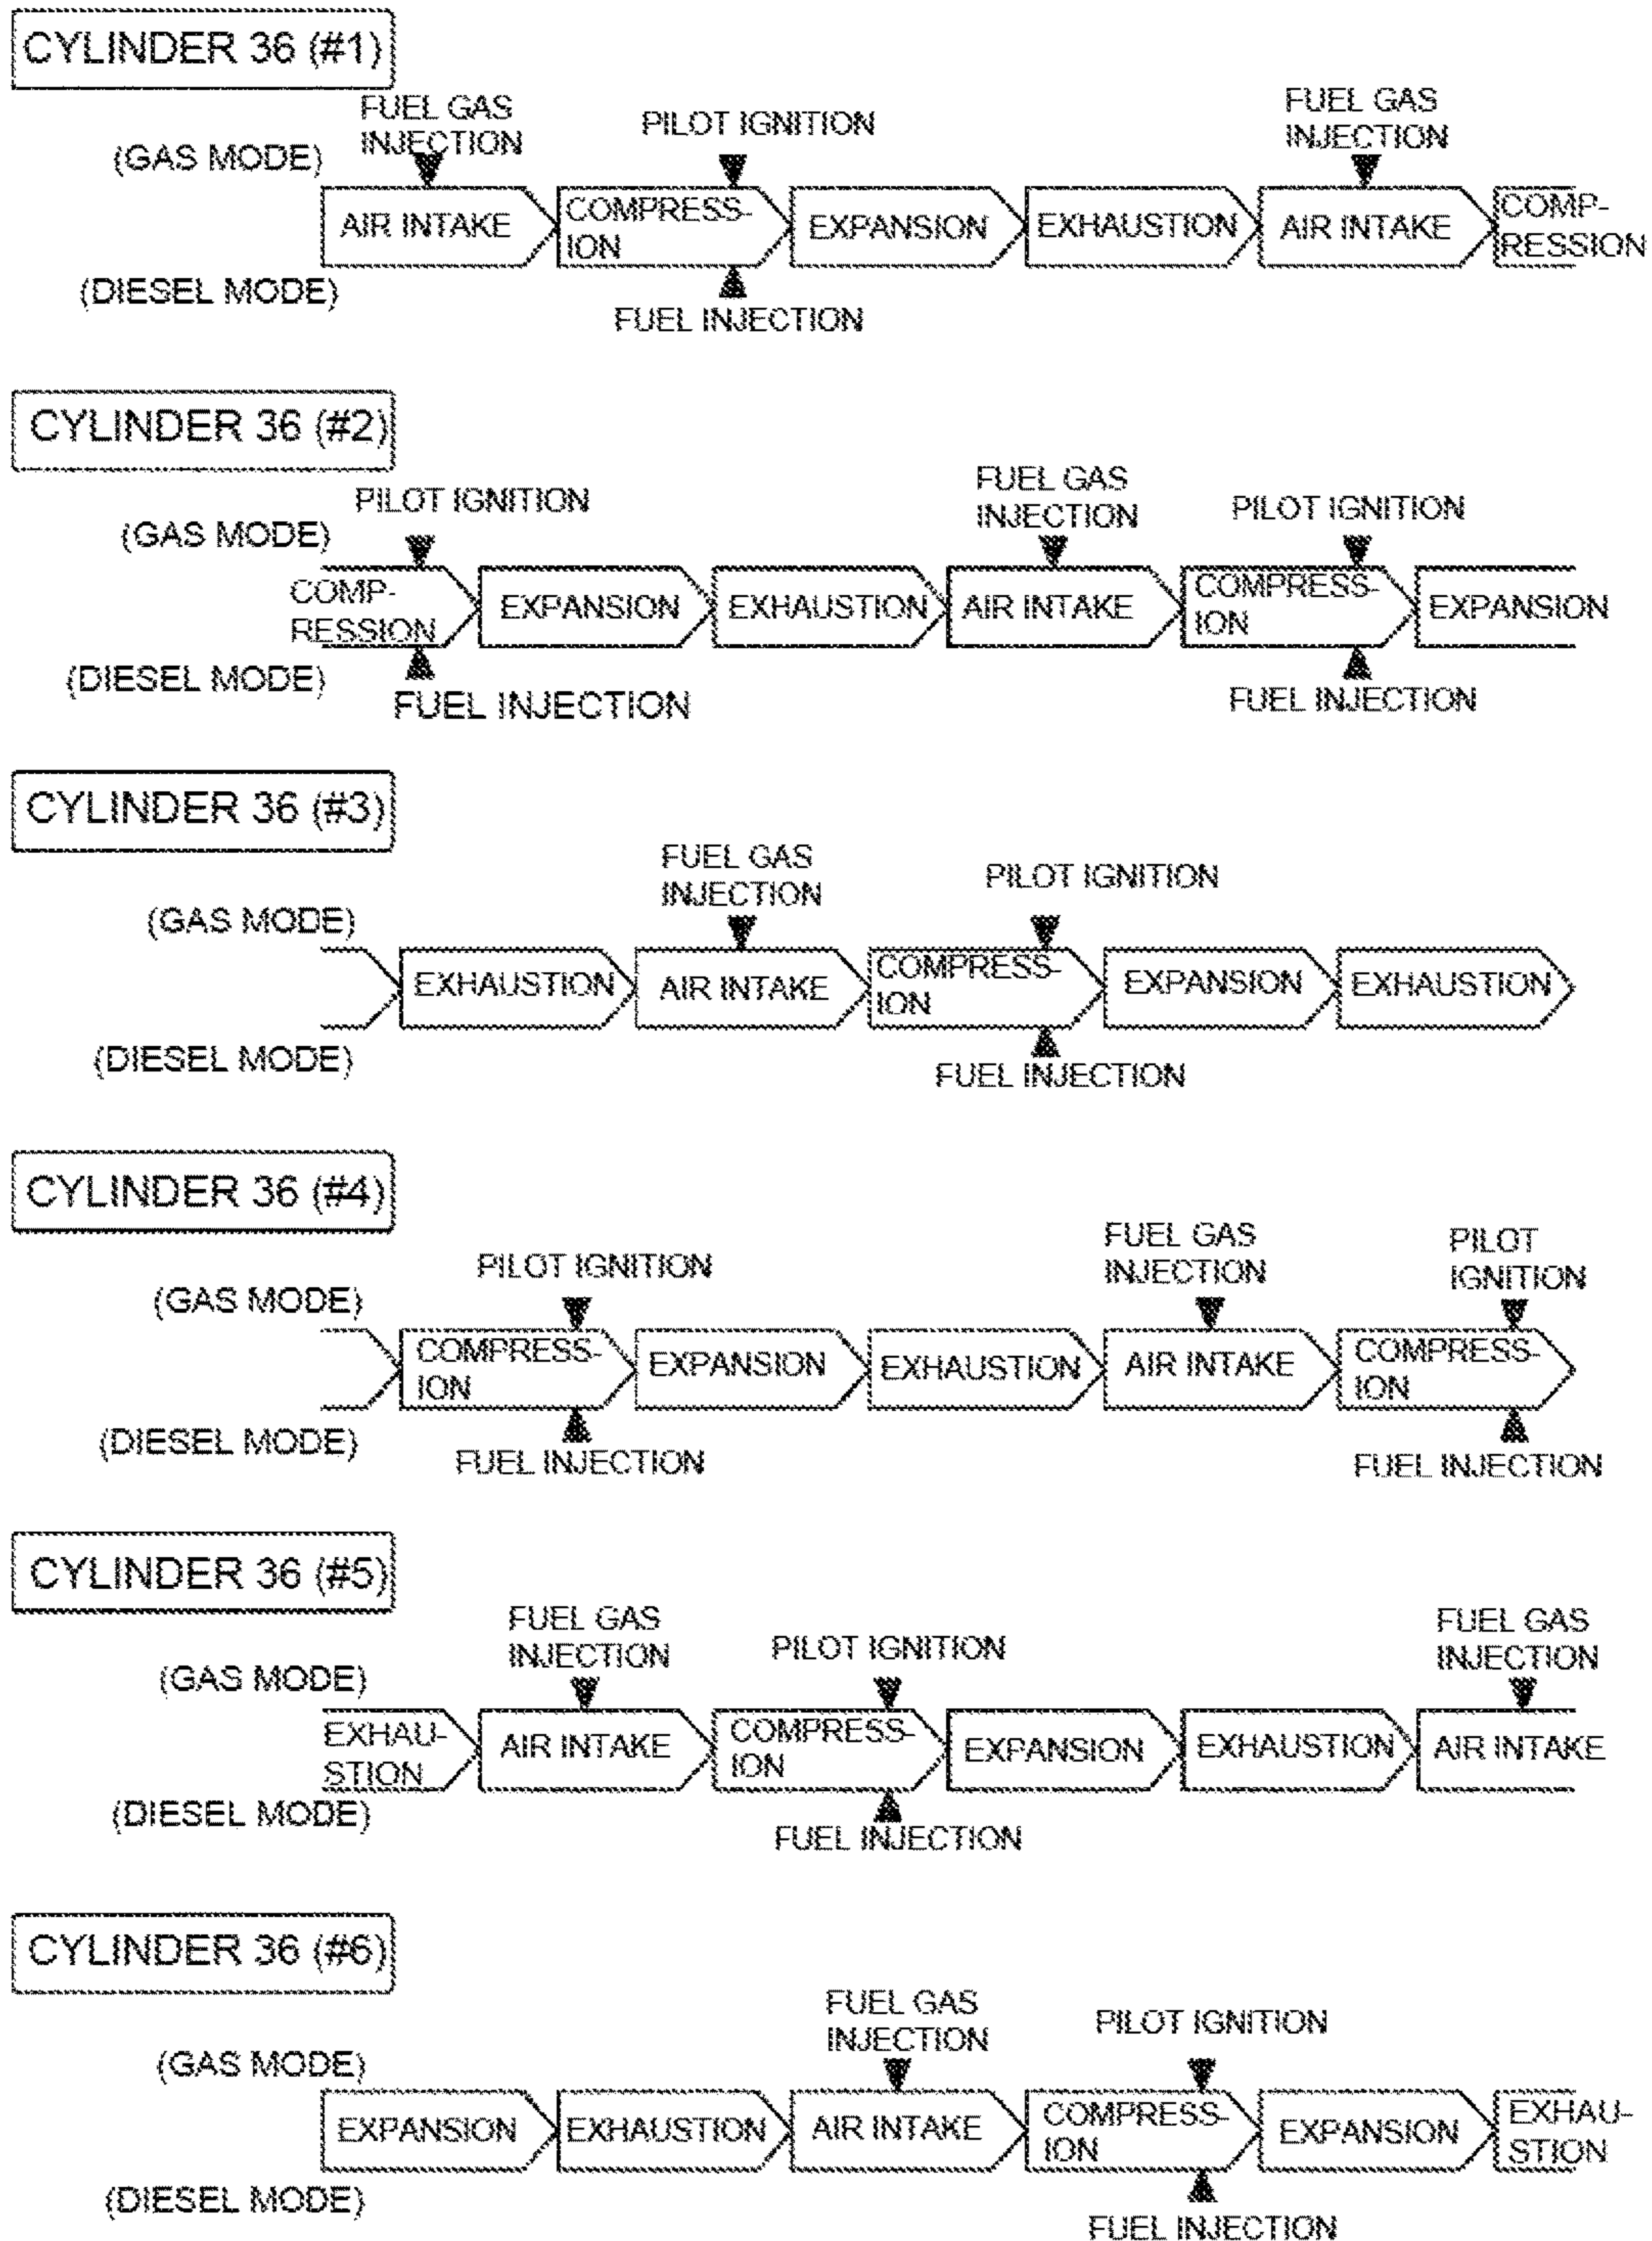 CYLINDER 36 (#1)
FUEL GAS
INJECTION
PILOT IGNITION
FUEL GAS
INJECTION
(GAS MODE)
AIR INTAKE
COMPRESS-
ION
EXPANSION
EXHAUSTION
AIR INTAKE
COMP-
RESSION
(DIESEL MODE)
FUEL INJECTION
CYLINDER 36 (#2)
PILOT IGNITION
FUEL GAS
INJECTION
PILOT IGNITION
(GAS MODE)
COMP-
RESSION
EXPANSION
EXHAUSTION
AIR INTAKE
COMPRESS-
ION
EXPANSION
(DIESEL MODE)
FUEL INJECTION
FUEL INJECTION
CYLINDER 36 (#3)
FUEL GAS
INJECTION
PILOT IGNITION
(GAS MODE)
EXHAUSTION
AIR INTAKE
COMPRESS-
ION
EXPANSION
EXHAUSTION
(DIESEL MODE)
FUEL INJECTION
CYLINDER 36 (#4)
PILOT IGNITION
FUEL GAS
INJECTION
PILOT
IGNITION
(GAS MODE)
COMPRESS-
ION
EXPANSION
EXHAUSTION
AIR INTAKE
COMPRESS-
ION
(DIESEL MODE)
FUEL INJECTION
FUEL INJECTION
CYLINDER 36 (#5)
FUEL GAS
INJECTION
PILOT IGNITION
FUEL GAS
INJECTION
(GAS MODE)
EXHAU-
STION
AIR INTAKE
COMPRESS-
ION
EXPANSION
EXHAUSTION
AIR INTAKE
(DIESEL MODE)
FUEL INJECTION
CYLINDER 36 (#6)
FUEL GAS
INJECTION
PILOT IGNITION
(GAS MODE)
EXPANSION
EXHAUSTION
AIR INTAKE
COMPRESS-
ION
EXPANSION
EXHAU-
STION
(DIESEL MODE)
FUEL INJECTION